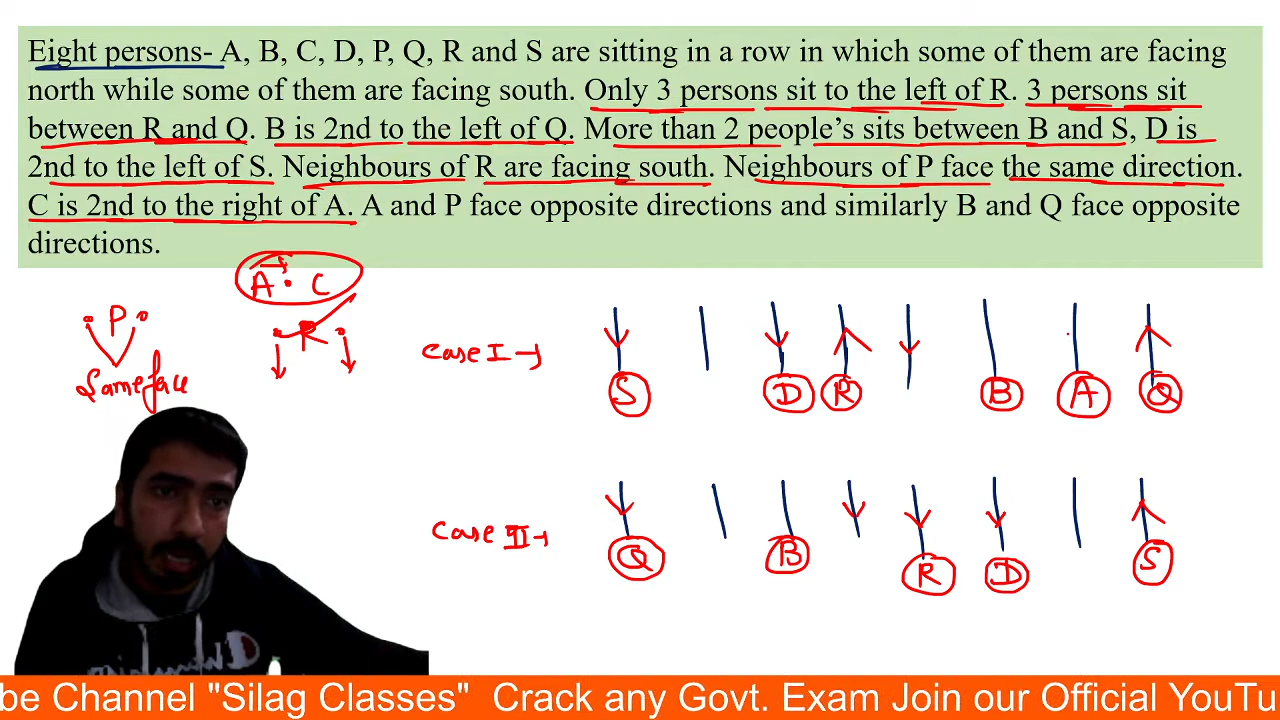 Eight persons- A, B, C, D, P, Q, R and S are sitting in a row in which some of them are facing
north while some of them are facing south. Only 3 persons sit to the left of R. 3 persons sit
between R and Q. B is 2nd to the left of Q. More than 2 people's sits between B and S, D is
2nd to the left of S. Neighbours of R are facing south. Neighbours of P face the same direction.
C is 2nd to the right of A. A and P face opposite directions and similarly B and Q face opposite
directions.
A C
P
R
Same face
Case I
S D R B A Q
Case II
Q B R D S
Champion
be Channel "Silag Classes" Crack any Govt. Exam Join our Official YouTu